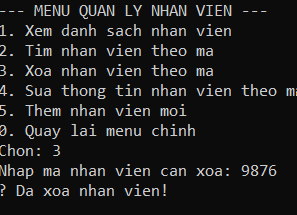 --- MENU QUAN LY NHAN VIEN ---
1. Xem danh sach nhan vien
2. Tim nhan vien theo ma
3. Xoa nhan vien theo ma
4. Sua thong tin nhan vien theo ma
5. Them nhan vien moi
0. Quay lai menu chinh
Chon: 3
Nhap ma nhan vien can xoa: 9876
? Da xoa nhan vien!